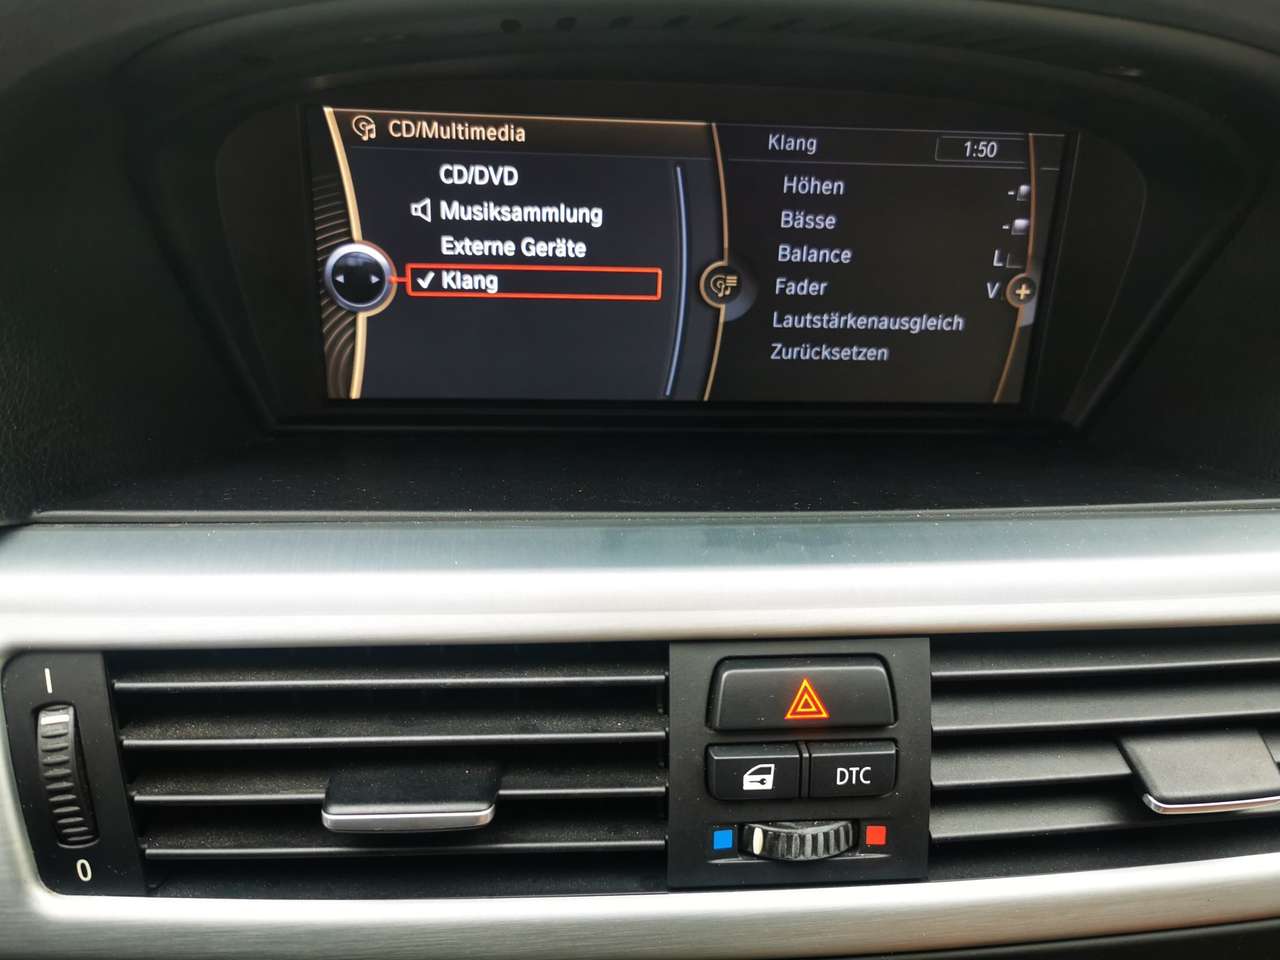 CD/Multimedia
CD/DVD
Musiksammlung
Externe Geräte
Klang
Klang
1:50
Höhen
Bässe
Balance L
Fader V
Lautstärkenausgleich
Zurücksetzen
I
0
DTC